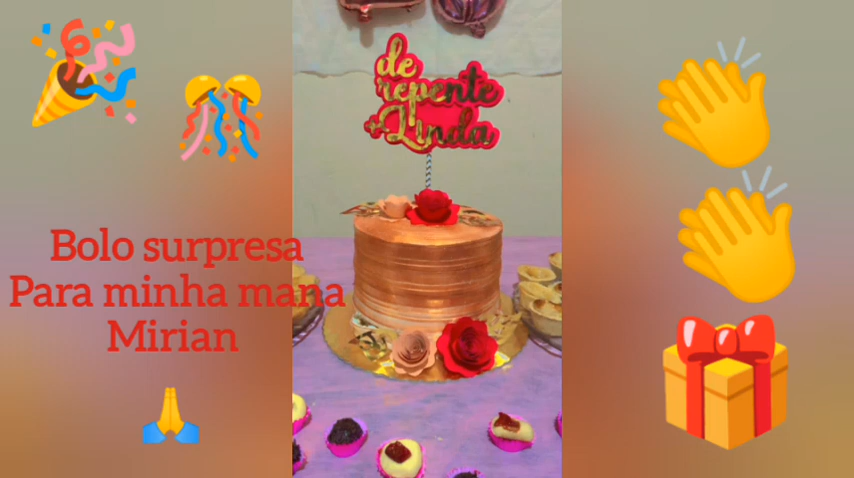 de
repente
+Linda
Bolo surpresa
Para minha mana
Mirian